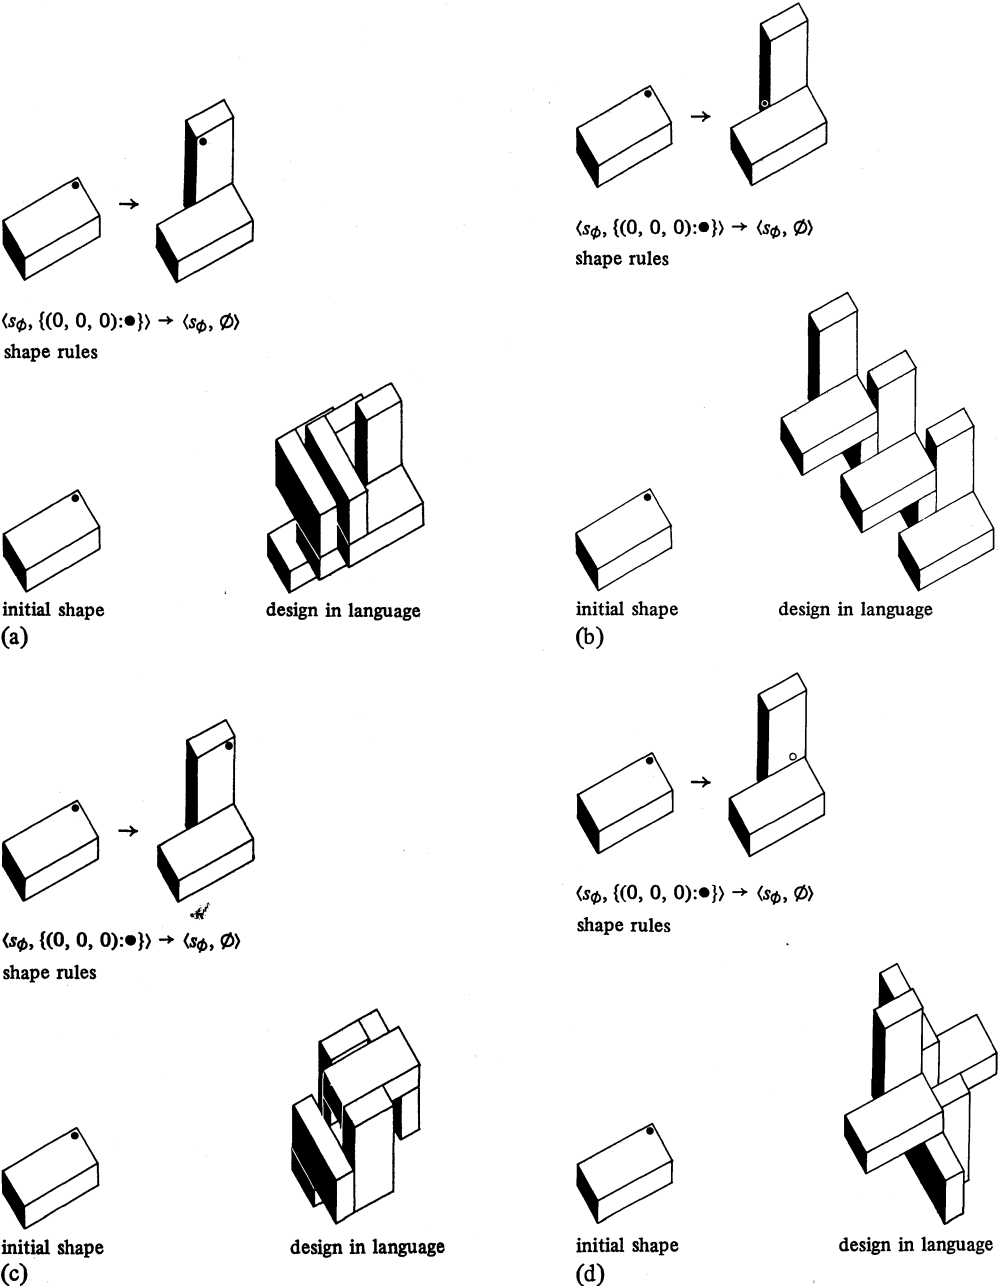 ⟨s_ϕ, {(0, 0, 0):●}⟩ → ⟨s_ϕ, Ø⟩
shape rules
initial shape
design in language
(a)
⟨s_ϕ, {(0, 0, 0):●}⟩ → ⟨s_ϕ, Ø⟩
shape rules
initial shape
design in language
(b)
⟨s_ϕ, {(0, 0, 0):●}⟩ → ⟨s_ϕ, Ø⟩
shape rules
initial shape
design in language
(c)
⟨s_ϕ, {(0, 0, 0):●}⟩ → ⟨s_ϕ, Ø⟩
shape rules
initial shape
design in language
(d)